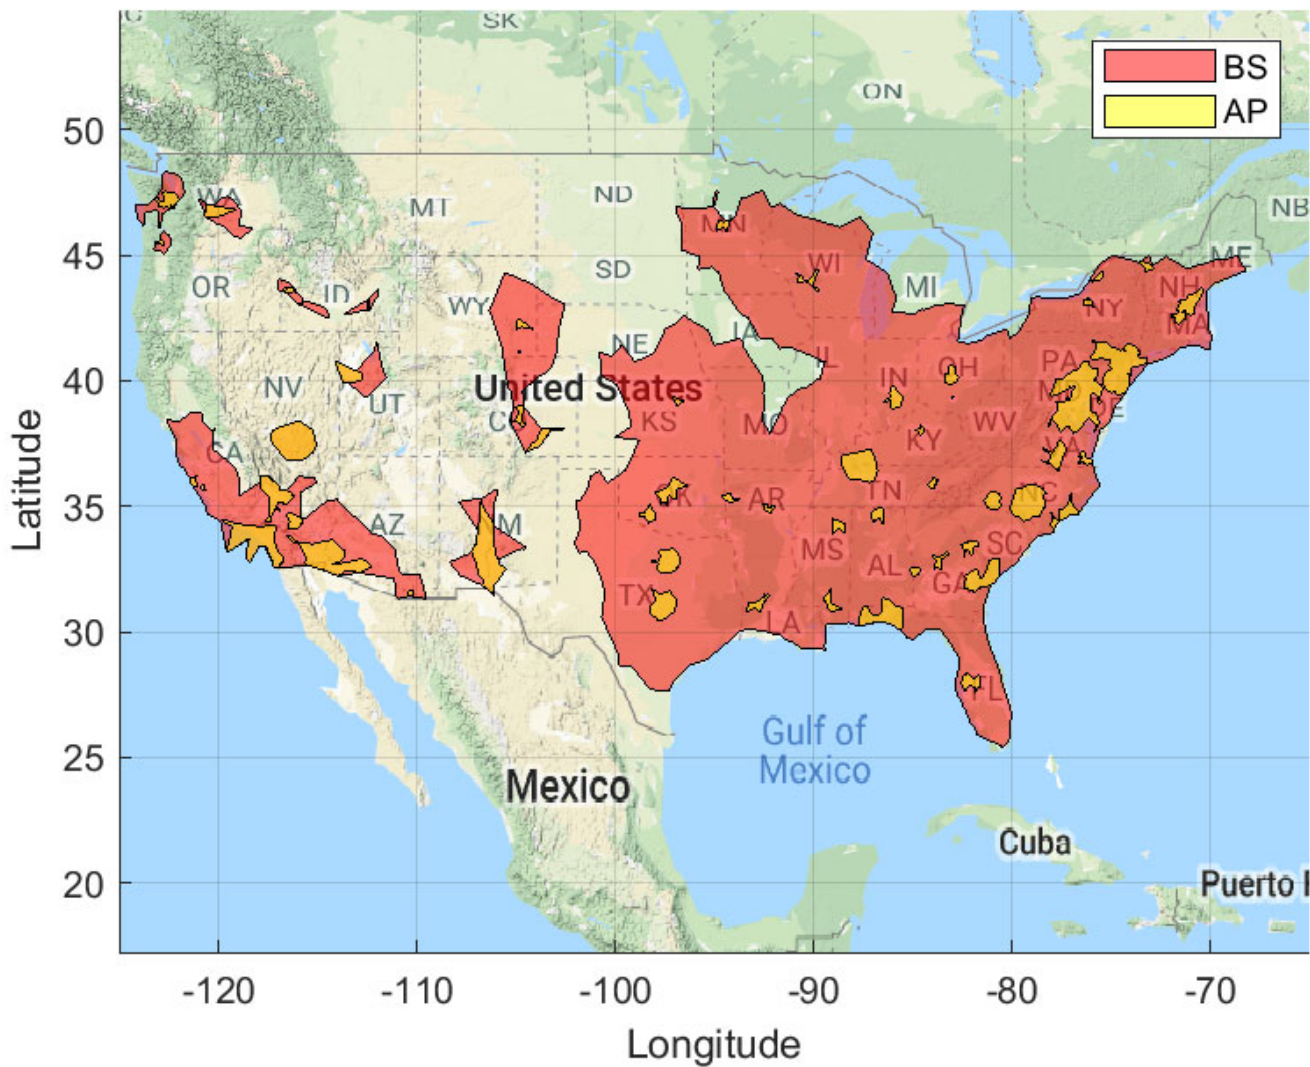 SK
ON
BS
AP
50
WA
MT
ND
NB
45
OR
ID
WY
SD
MN
WI
MI
ME
NH
NY
MA
NE
IA
40
NV
UT
United States
KS
MO
IL
IN
OH
PA
WV
DE
CA
KY
VA
35
AZ
AR
TN
NC
MS
AL
SC
GA
TX
LA
30
FL
Gulf of
Mexico
25
Mexico
Cuba
20
Puerto
-120
-110
-100
-90
-80
-70
Longitude
Latitude